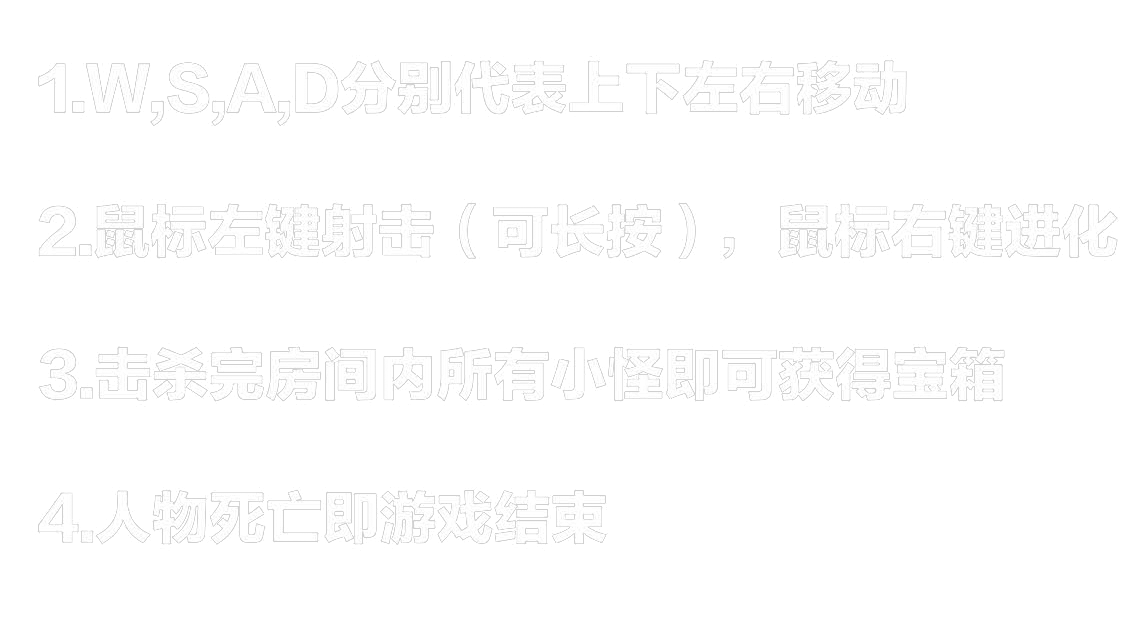 1.W,S,A,D分别代表上下左右移动
2.鼠标左键射击（可长按），鼠标右键进化
3.击杀完房间内所有小怪即可获得宝箱
4.人物死亡即游戏结束